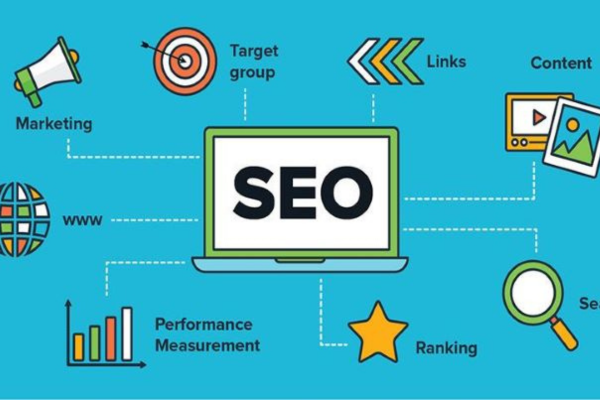 Target
group
Links
Content
Marketing
SEO
www
Performance
Measurement
Ranking